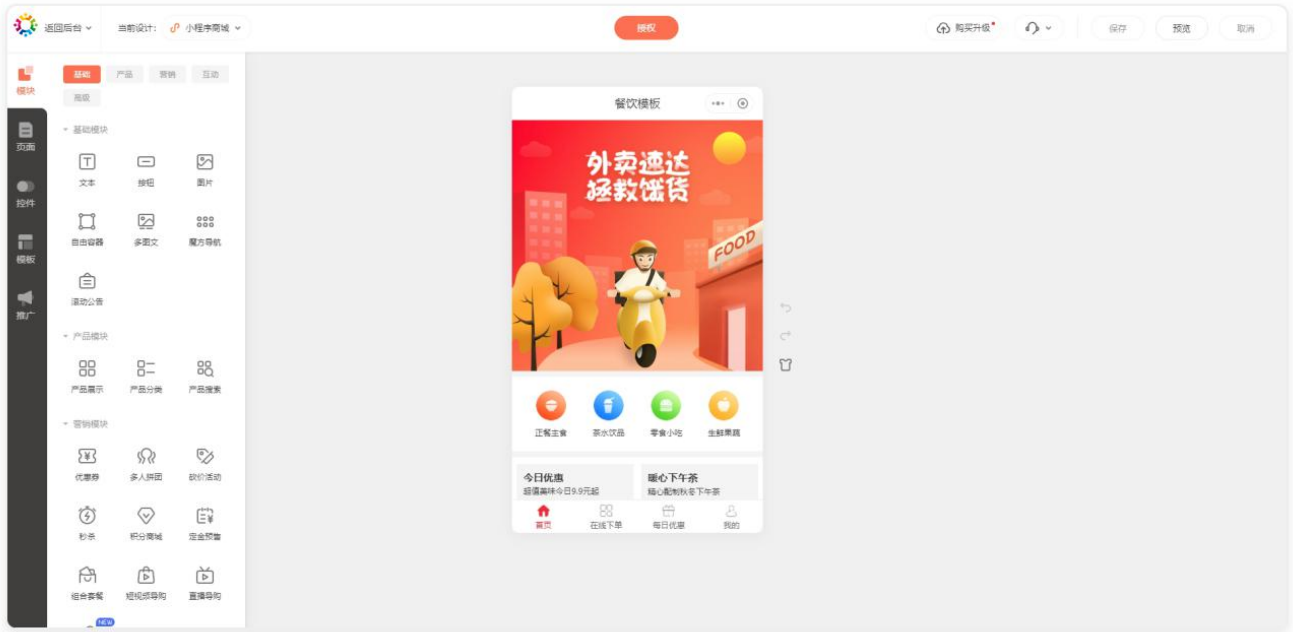 返回后台
当前设计: 小程序商城
授权
购买升级
保存
预览
取消
模块
页面
控件
模板
推广
基础 产品 营销 互动
高级
基础模块
文本 按钮 图片
自由容器 多图文 魔方导航
滚动公告
产品模块
产品展示 产品分类 产品搜索
营销模块
优惠券 多人拼团 砍价活动
秒杀 积分商城 定金预售
组合套餐 短视频导购 直播导购
NEW
餐饮模板
外卖速达
拯救饿货
FOOD
正餐主食 茶水饮品 零食小吃 生鲜果蔬
今日优惠 暖心下午茶
超值美味今日9.9元起 精心配制秋冬下午茶
首页 在线下单 每日优惠 我的